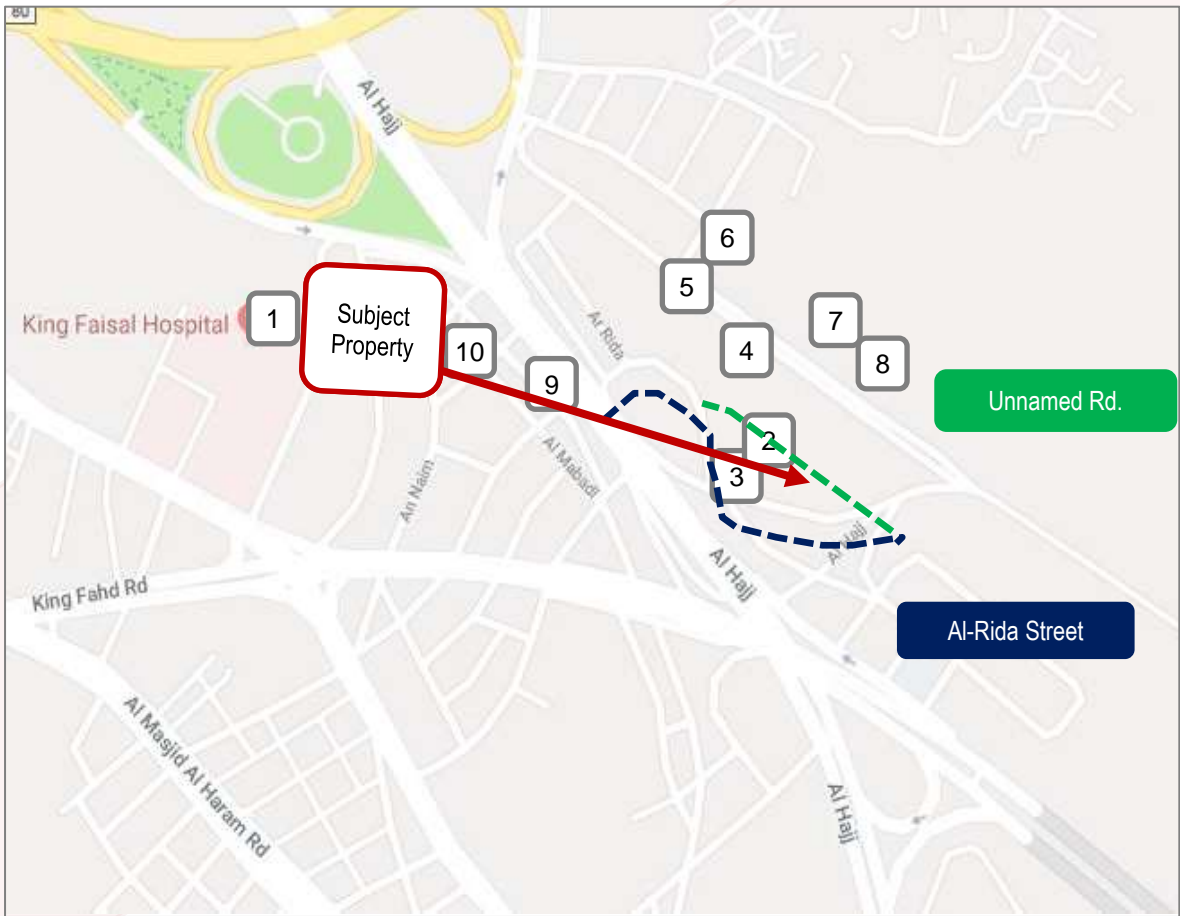 80
Al Hajj
6
5
King Faisal Hospital
1
Subject
Property
10
9
Ar Rida
4
7
8
Unnamed Rd.
2
3
An Naim
Al Mabadi
Al Hajj
Al Hajj
King Fahd Rd
Al-Rida Street
Al Masjid Al Haram Rd
Al Hajj